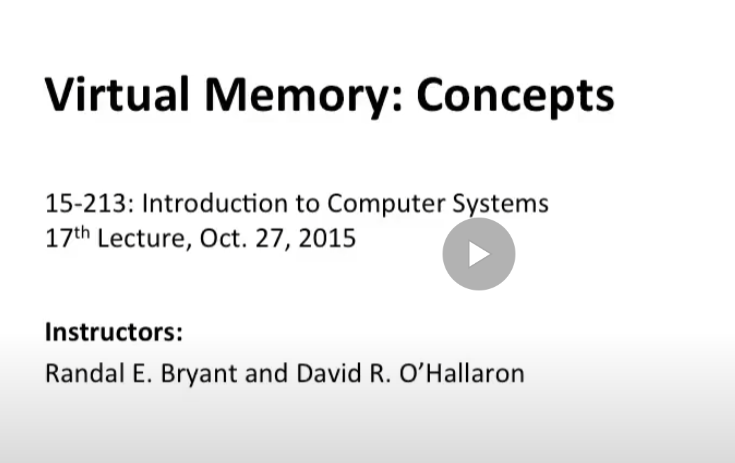 Virtual Memory: Concepts
15-213: Introduction to Computer Systems
17th Lecture, Oct. 27, 2015
Instructors:
Randal E. Bryant and David R. O’Hallaron